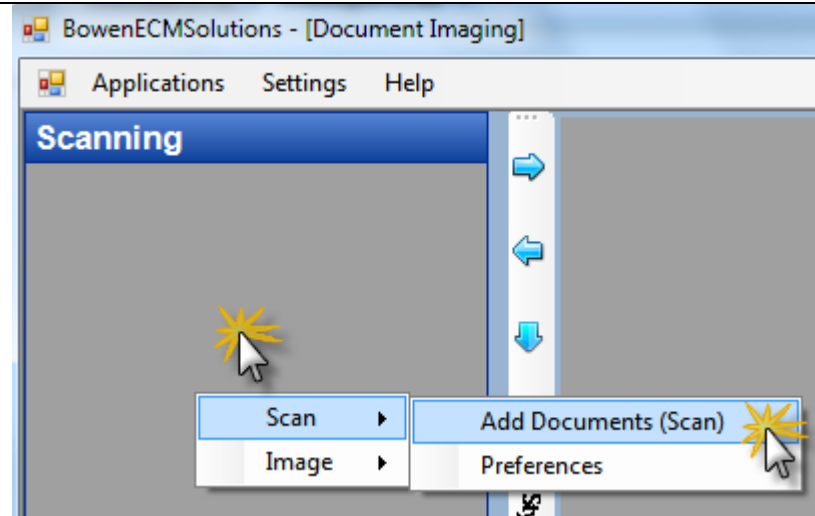 BowenECMSolutions - [Document Imaging]
Applications Settings Help
Scanning
Scan Add Documents (Scan)
Image Preferences